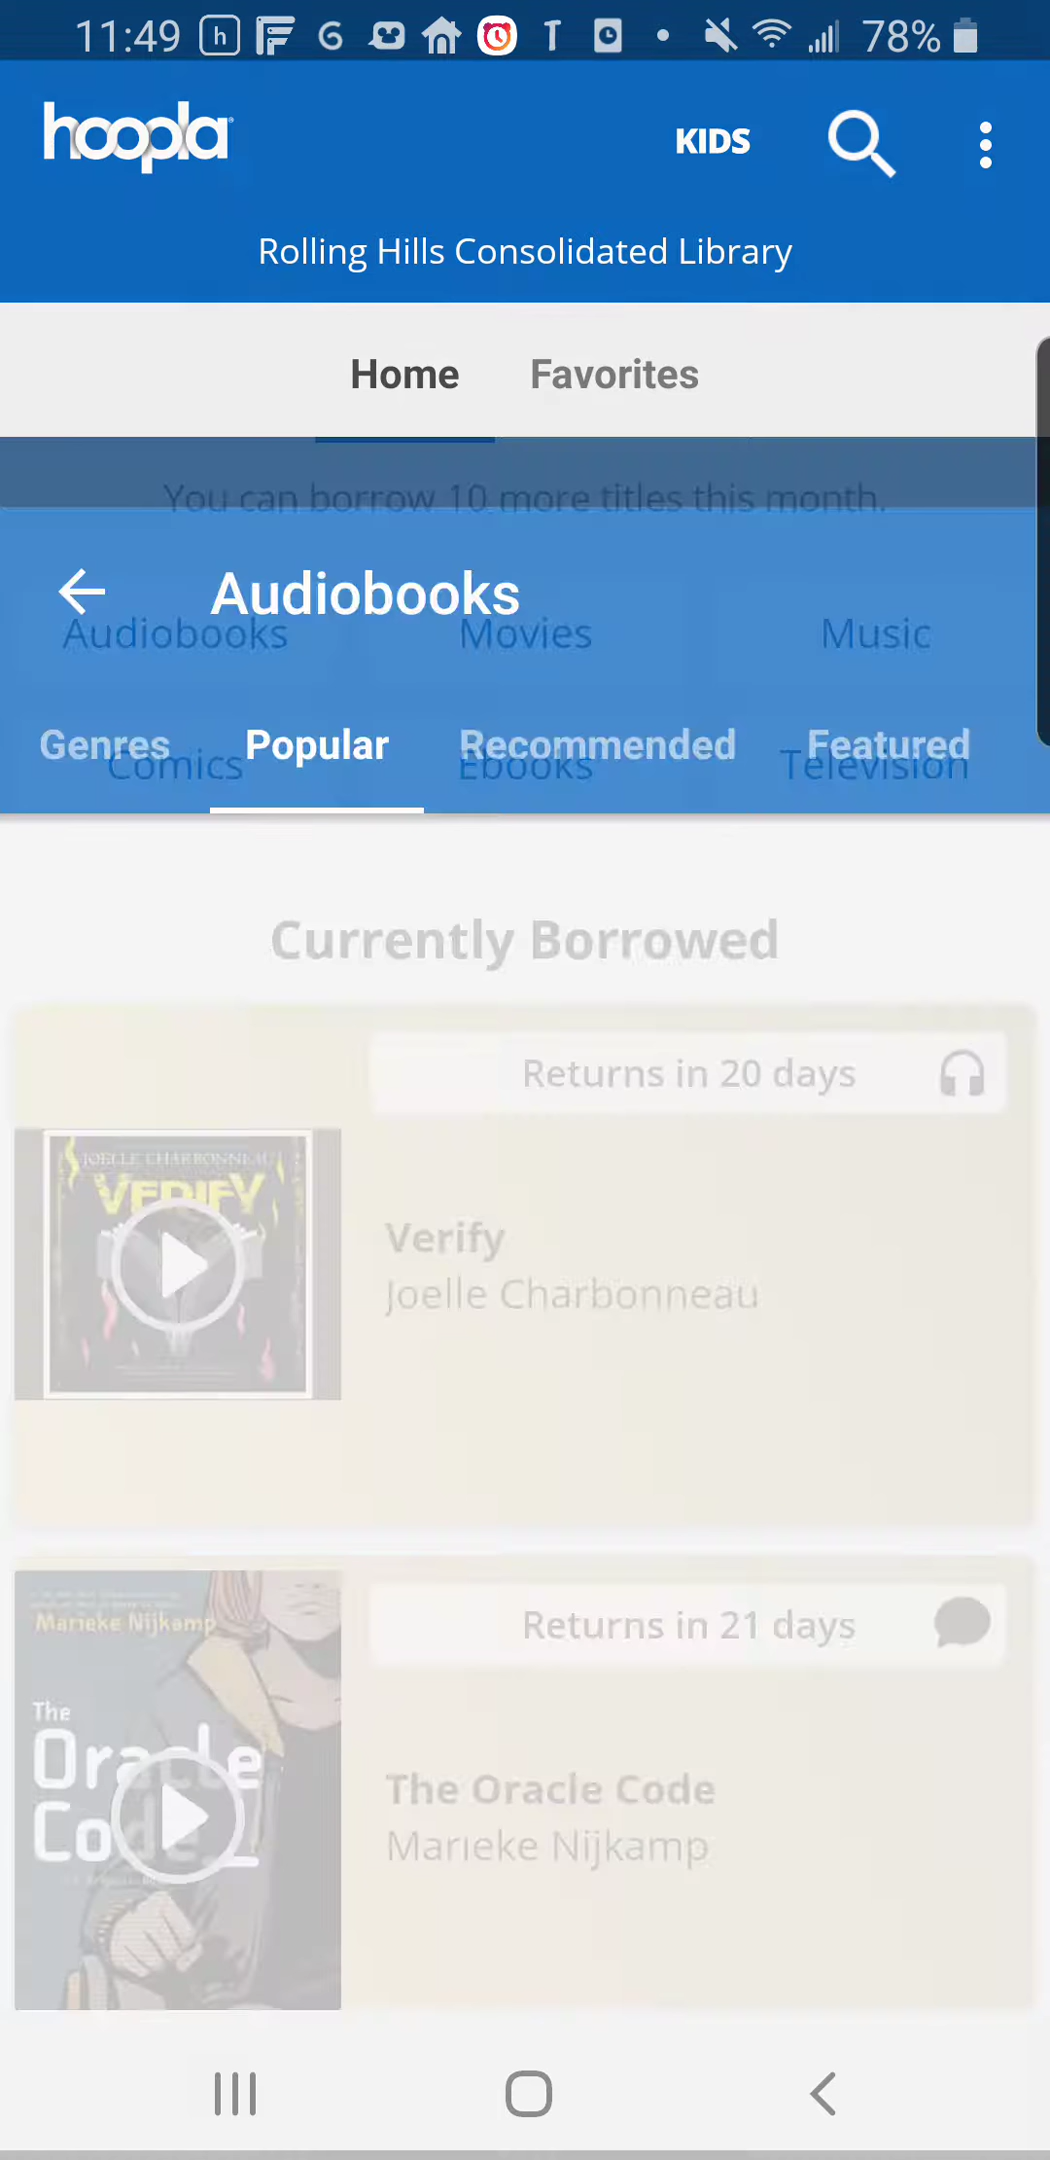 11:49 h 6 T 78%
hoopla
KIDS
Rolling Hills Consolidated Library
Home Favorites
You can borrow 10 more titles this month.
Audiobooks
Audiobooks Movies Music
Genres Popular Recommended Featured
Comics Ebooks Television
Currently Borrowed
Returns in 20 days
JOELLE CHARBONNEAU
VERIFY
Verify
Joelle Charbonneau
Returns in 21 days
Marieke Nijkamp
The
Oracle
Code
The Oracle Code
Marieke Nijkamp